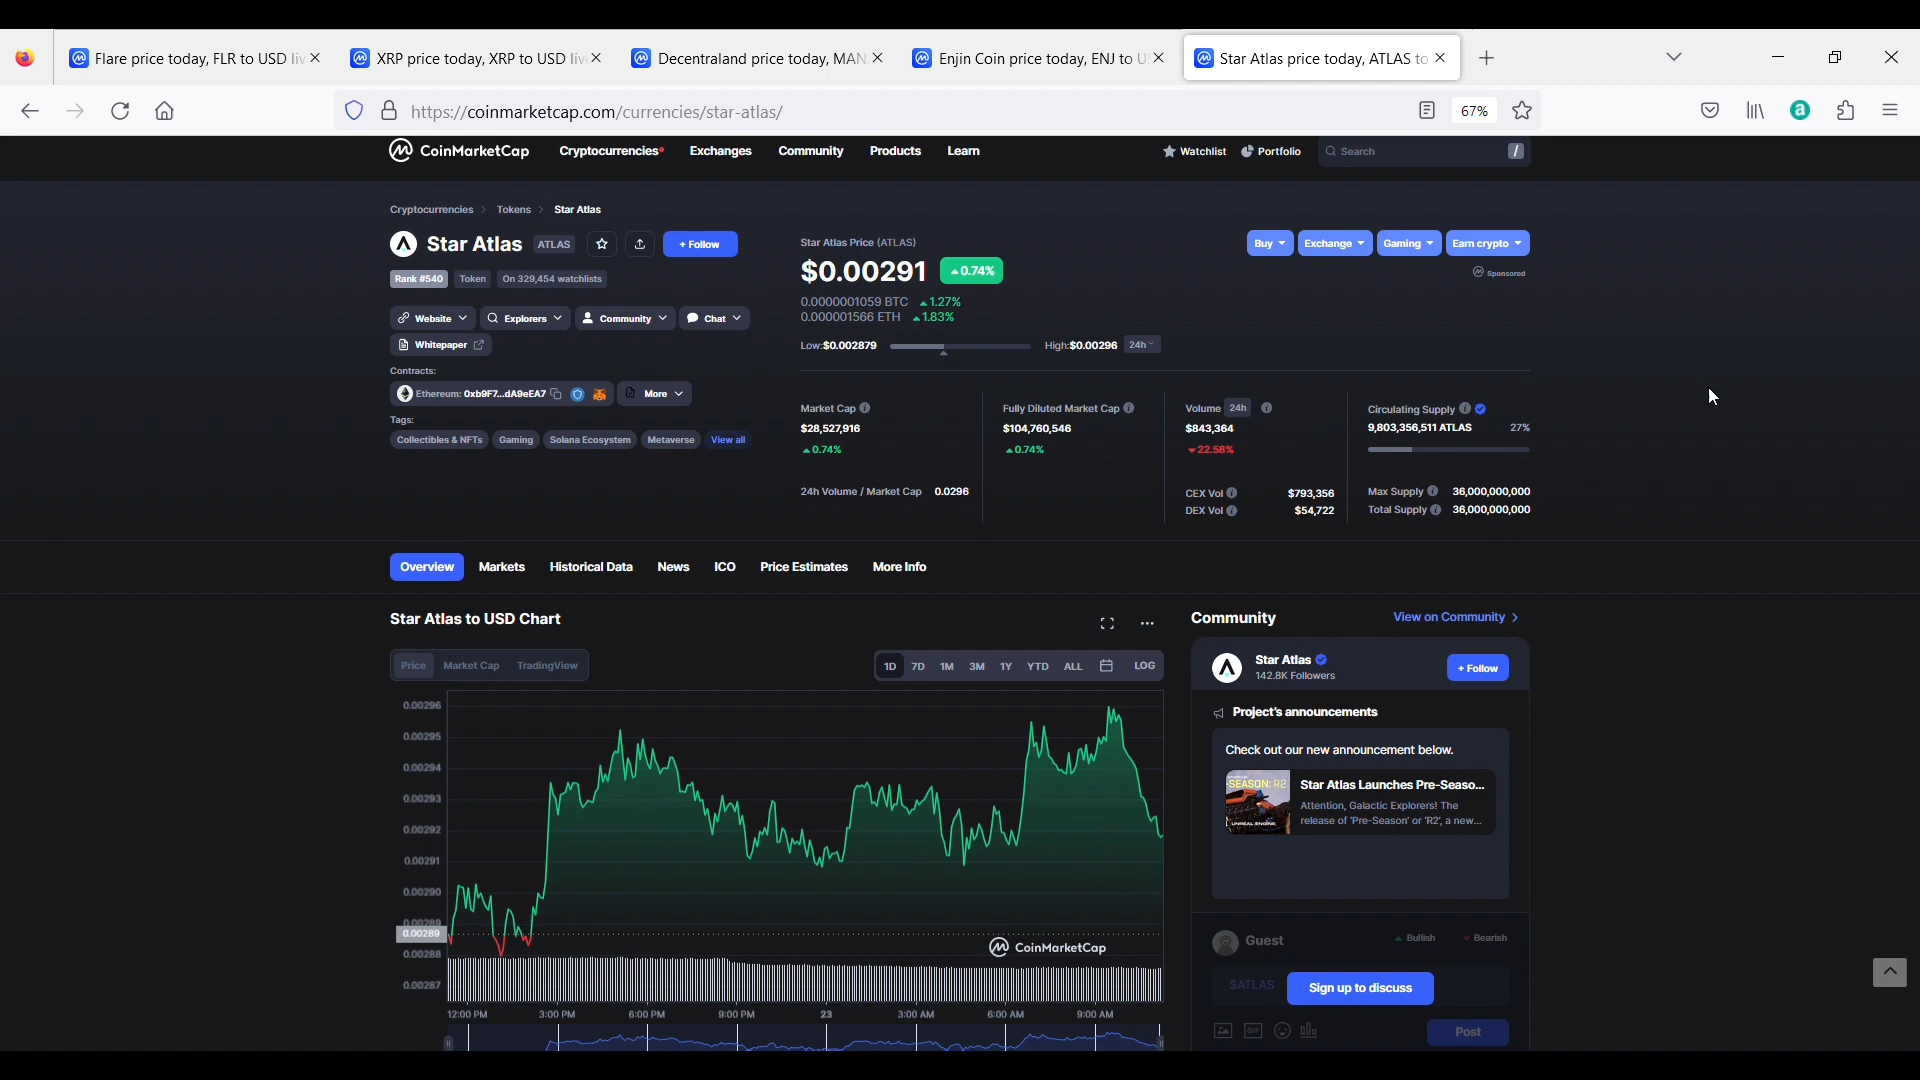 Flare price today, FLR to USD liv
XRP price today, XRP to USD live
Decentraland price today, MAN
Enjin Coin price today, ENJ to US
Star Atlas price today, ATLAS to
https://coinmarketcap.com/currencies/star-atlas/
67%
CoinMarketCap
Cryptocurrencies Exchanges Community Products Learn
Watchlist Portfolio Search /
Cryptocurrencies > Tokens > Star Atlas
Star Atlas ATLAS + Follow
Rank #540 Token On 329,454 watchlists
Website Explorers Community Chat
Whitepaper
Contracts:
Ethereum: 0xb9F7...dA9eEA7 More
Tags:
Collectibles & NFTs Gaming Solana Ecosystem Metaverse View all
Star Atlas Price (ATLAS)
$0.00291 0.74%
0.0000001059 BTC 1.27%
0.000001566 ETH 1.83%
Low:$0.002879 High:$0.00296 24h
Buy Exchange Gaming Earn crypto
Sponsored
Market Cap
$28,527,916
0.74%
24h Volume / Market Cap 0.0296
Fully Diluted Market Cap
$104,760,546
0.74%
Volume 24h
$843,364
22.58%
CEX Vol $793,356
DEX Vol $54,722
Circulating Supply
9,803,356,511 ATLAS 27%
Max Supply 36,000,000,000
Total Supply 36,000,000,000
Overview Markets Historical Data News ICO Price Estimates More Info
Star Atlas to USD Chart
Price Market Cap TradingView
1D 7D 1M 3M 1Y YTD ALL LOG
0.00296
0.00295
0.00294
0.00293
0.00292
0.00291
0.00290
0.00289
0.00289
0.00288
0.00287
CoinMarketCap
12:00 PM 3:00 PM 6:00 PM 9:00 PM 23 3:00 AM 6:00 AM 9:00 AM
Community View on Community >
Star Atlas
142.8K Followers
+ Follow
Project's announcements
Check out our new announcement below.
-SEASON: R2
UNREAL ENGINE
Star Atlas Launches Pre-Seaso...
Attention, Galactic Explorers! The
release of 'Pre-Season' or 'R2', a new...
Guest Bullish Bearish
$ATLAS Sign up to discuss
GIF Post